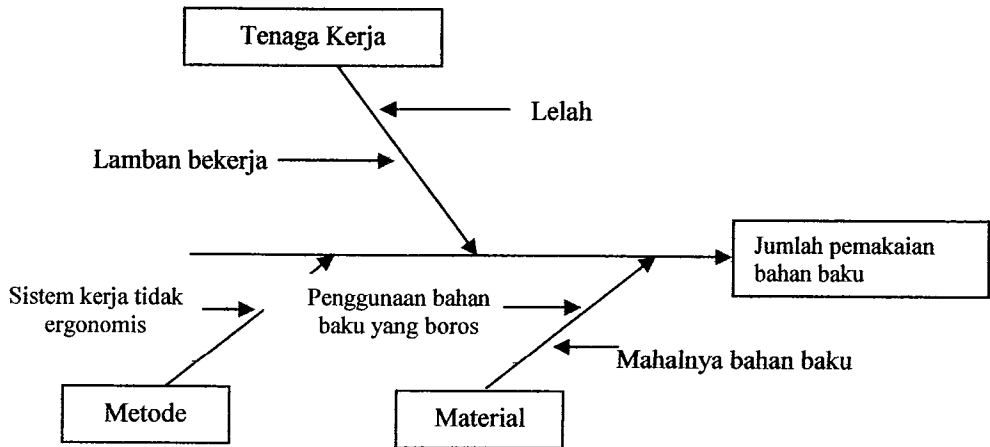 Tenaga Kerja
Lelah
Lamban bekerja
Jumlah pemakaian
bahan baku
Sistem kerja tidak
ergonomis
Penggunaan bahan
baku yang boros
Mahalnya bahan baku
Metode
Material